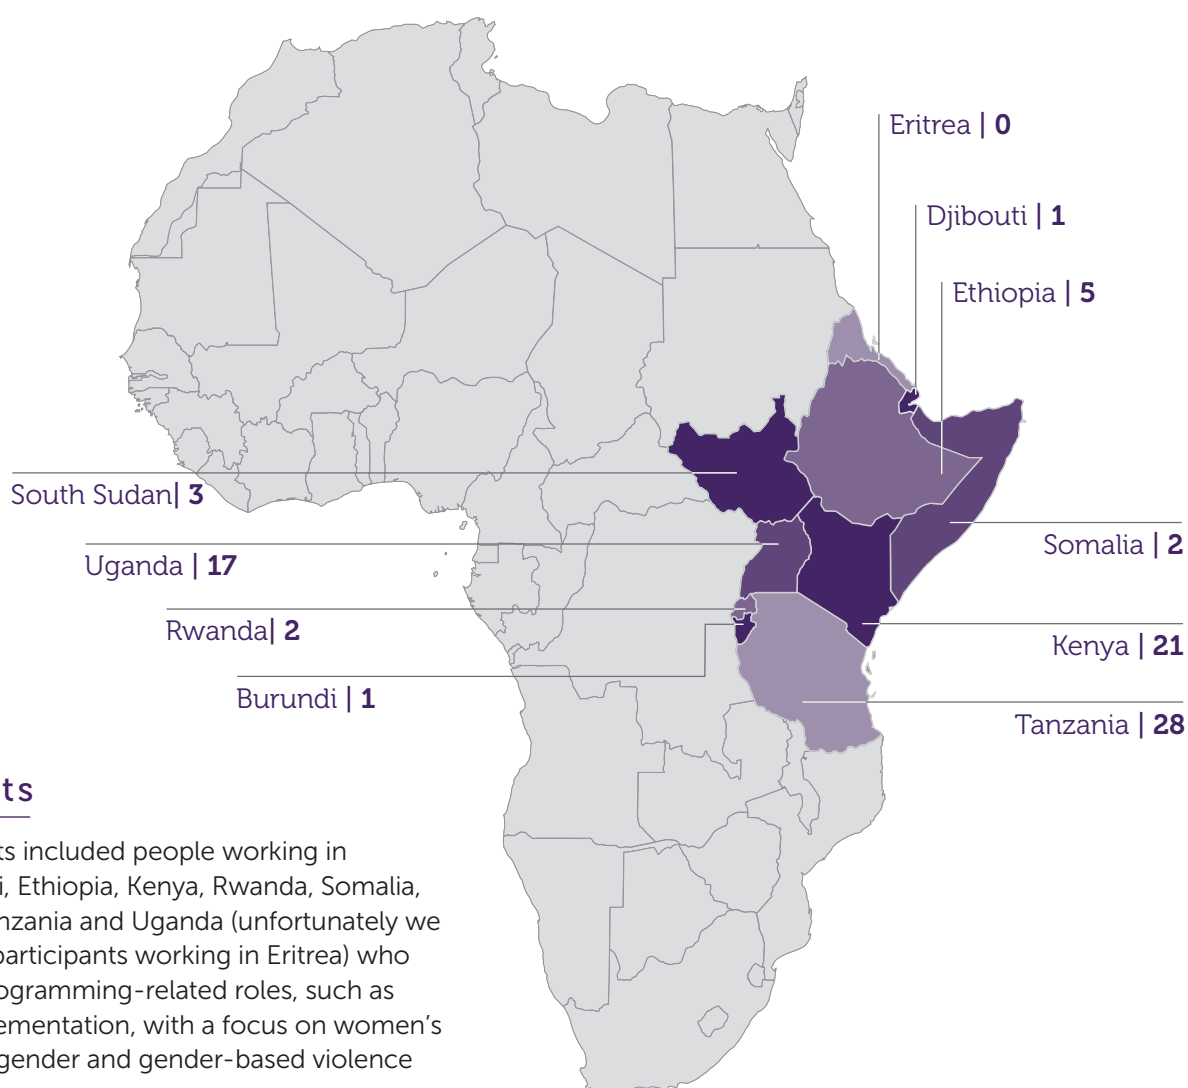 Eritrea | 0
Djibouti | 1
Ethiopia | 5
South Sudan| 3
Somalia | 2
Uganda | 17
Rwanda| 2
Kenya | 21
Burundi | 1
Tanzania | 28
ts
ts included people working in
i, Ethiopia, Kenya, Rwanda, Somalia,
nzania and Uganda (unfortunately we
participants working in Eritrea) who
ogramming-related roles, such as
ementation, with a focus on women's
gender and gender-based violence